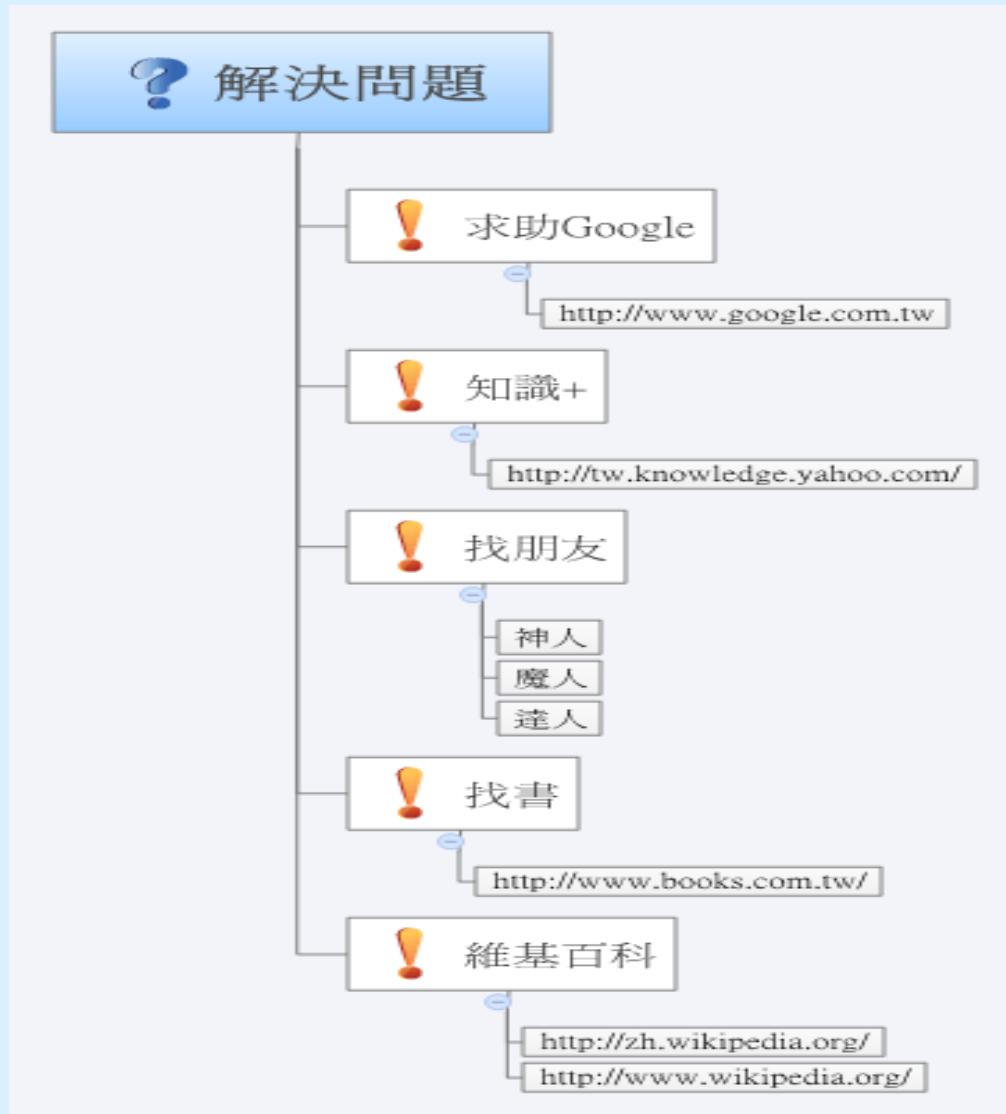 解決問題
求助Google
http://www.google.com.tw
知識+
http://tw.knowledge.yahoo.com/
找朋友
神人
魔人
達人
找書
http://www.books.com.tw/
維基百科
http://zh.wikipedia.org/
http://www.wikipedia.org/